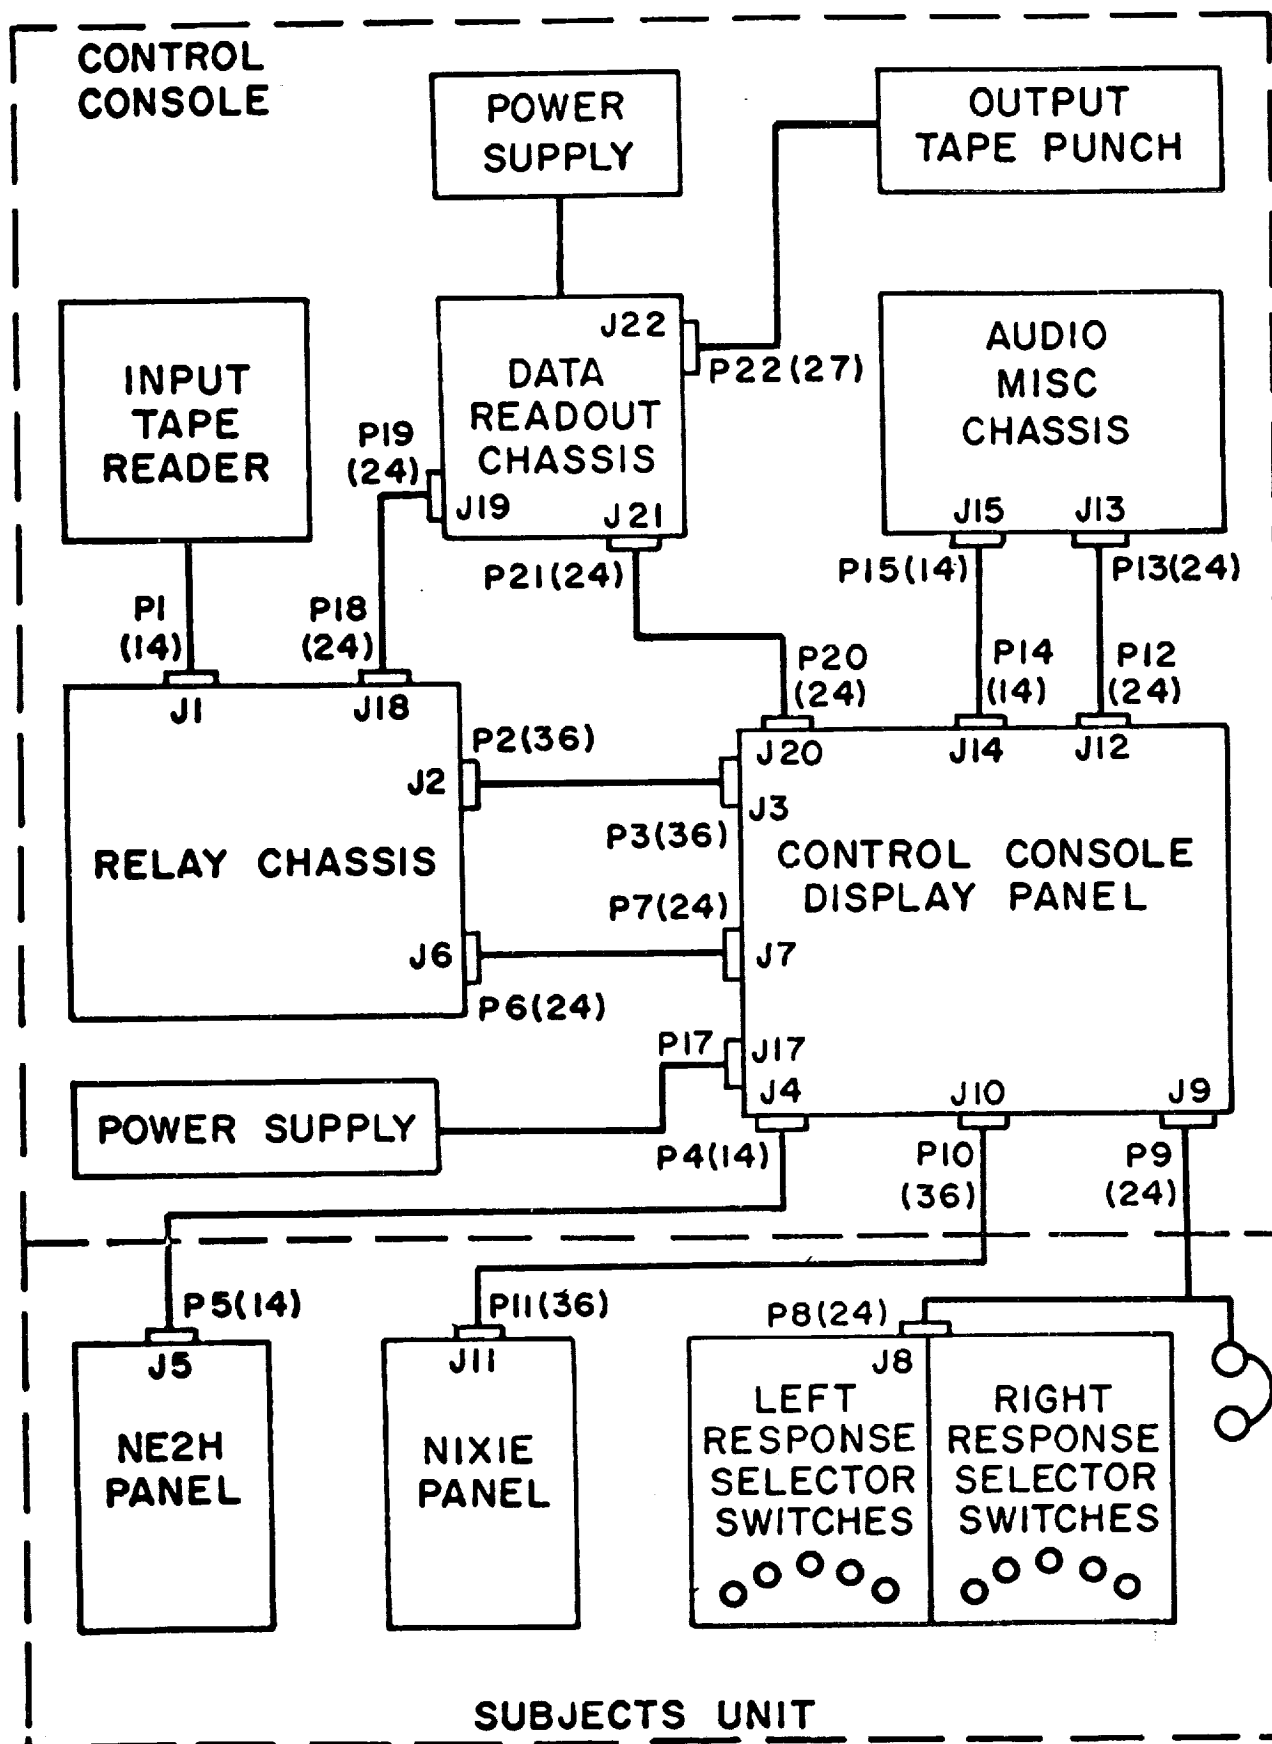 CONTROL
CONSOLE
POWER
SUPPLY
OUTPUT
TAPE PUNCH
INPUT
TAPE
READER
J22
DATA
READOUT
CHASSIS
J19
J21
P22(27)
AUDIO
MISC
CHASSIS
J15
J13
P19
(24)
P21(24)
P15(14)
P13(24)
P1
(14)
P18
(24)
P20
(24)
P14
(14)
P12
(24)
J1
J18
J2
RELAY CHASSIS
J6
P2(36)
P3(36)
P7(24)
P6(24)
J20
J14
J12
J3
CONTROL CONSOLE
DISPLAY PANEL
J7
P17
J17
J4
J10
J9
POWER SUPPLY
P4(14)
P10
(36)
P9
(24)
P5(14)
P11(36)
P8(24)
J5
NE2H
PANEL
J11
NIXIE
PANEL
J8
LEFT
RESPONSE
SELECTOR
SWITCHES
RIGHT
RESPONSE
SELECTOR
SWITCHES
SUBJECTS UNIT